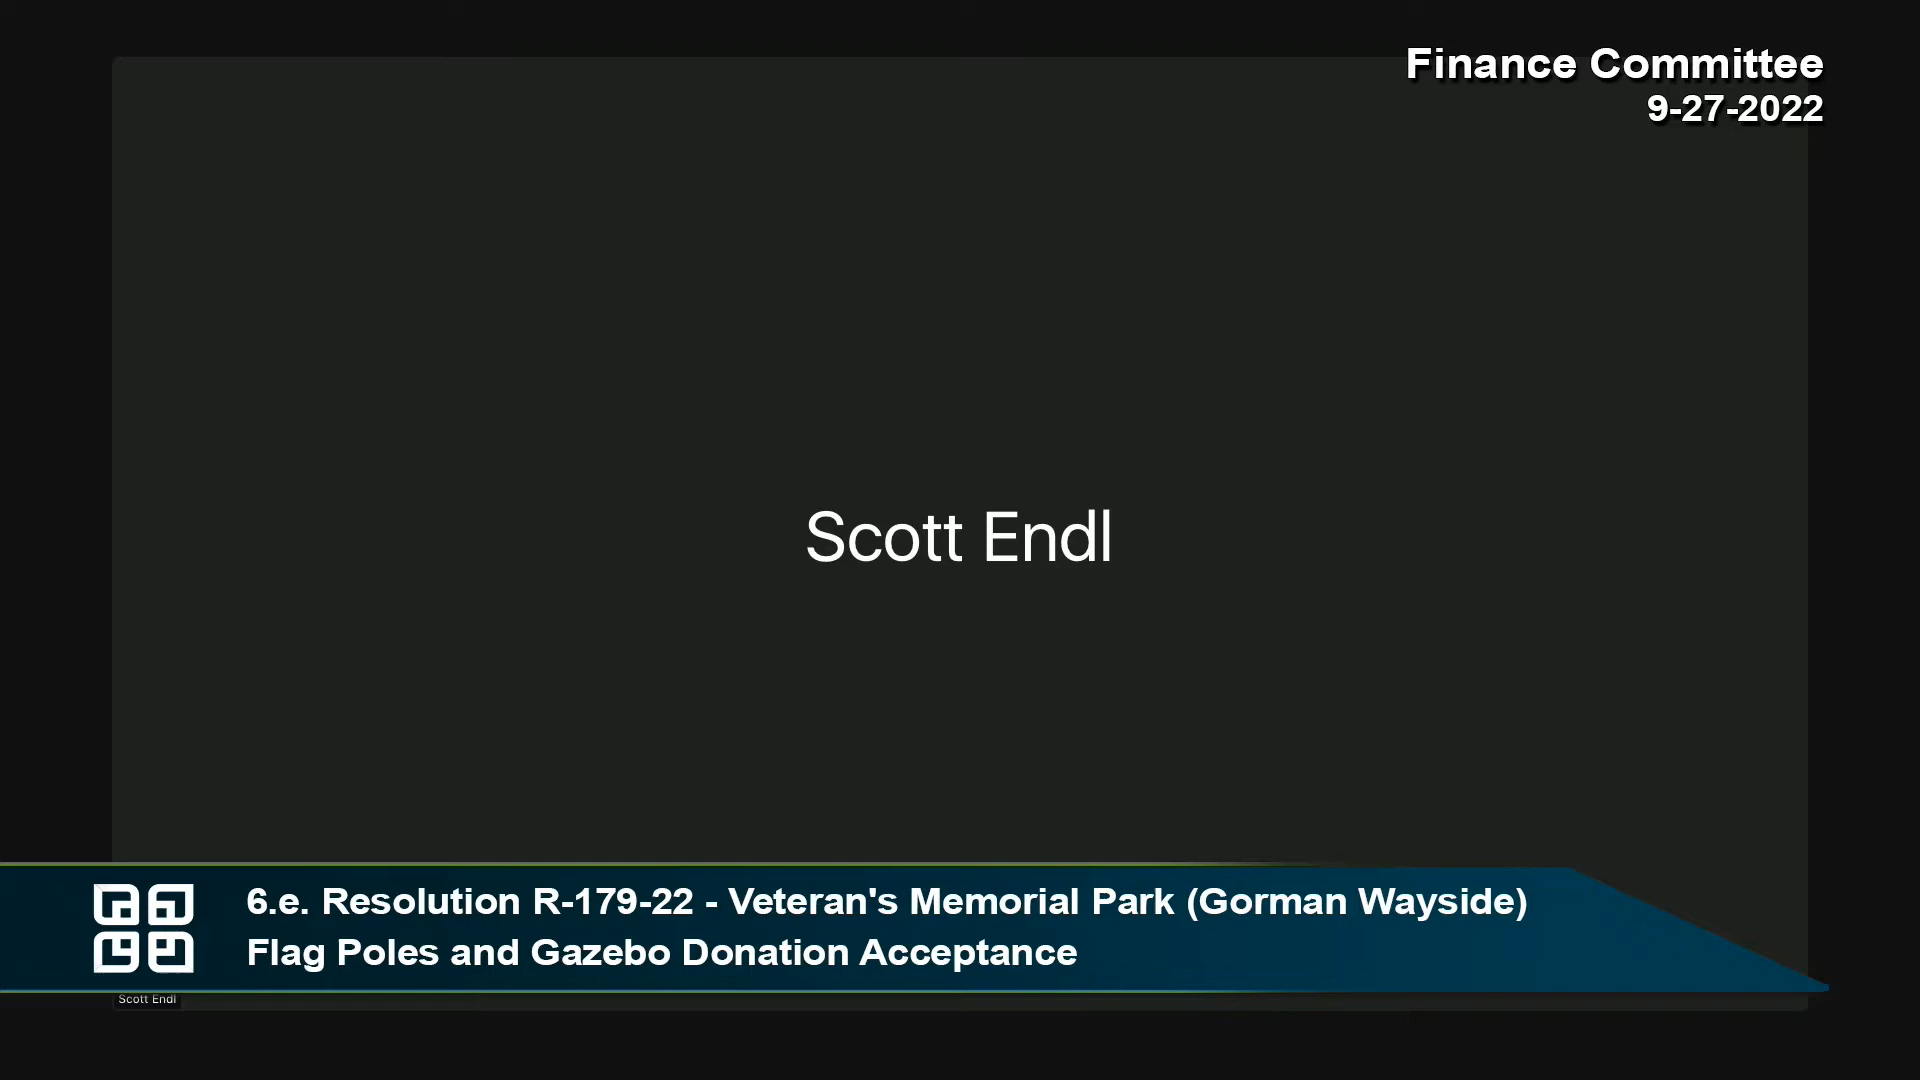 Finance Committee
9-27-2022
Scott Endl
6.e. Resolution R-179-22 - Veteran's Memorial Park (Gorman Wayside)
Flag Poles and Gazebo Donation Acceptance
Scott Endl